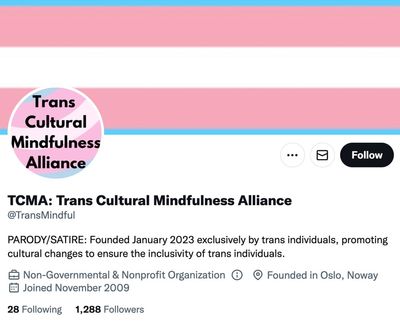 Trans
Cultural
Mindfulness
Alliance
Follow
TCMA: Trans Cultural Mindfulness Alliance
@TransMindful
PARODY/SATIRE: Founded January 2023 exclusively by trans individuals, promoting
cultural changes to ensure the inclusivity of trans individuals.
Non-Governmental & Nonprofit Organization Founded in Oslo, Noway
Joined November 2009
28 Following 1,288 Followers